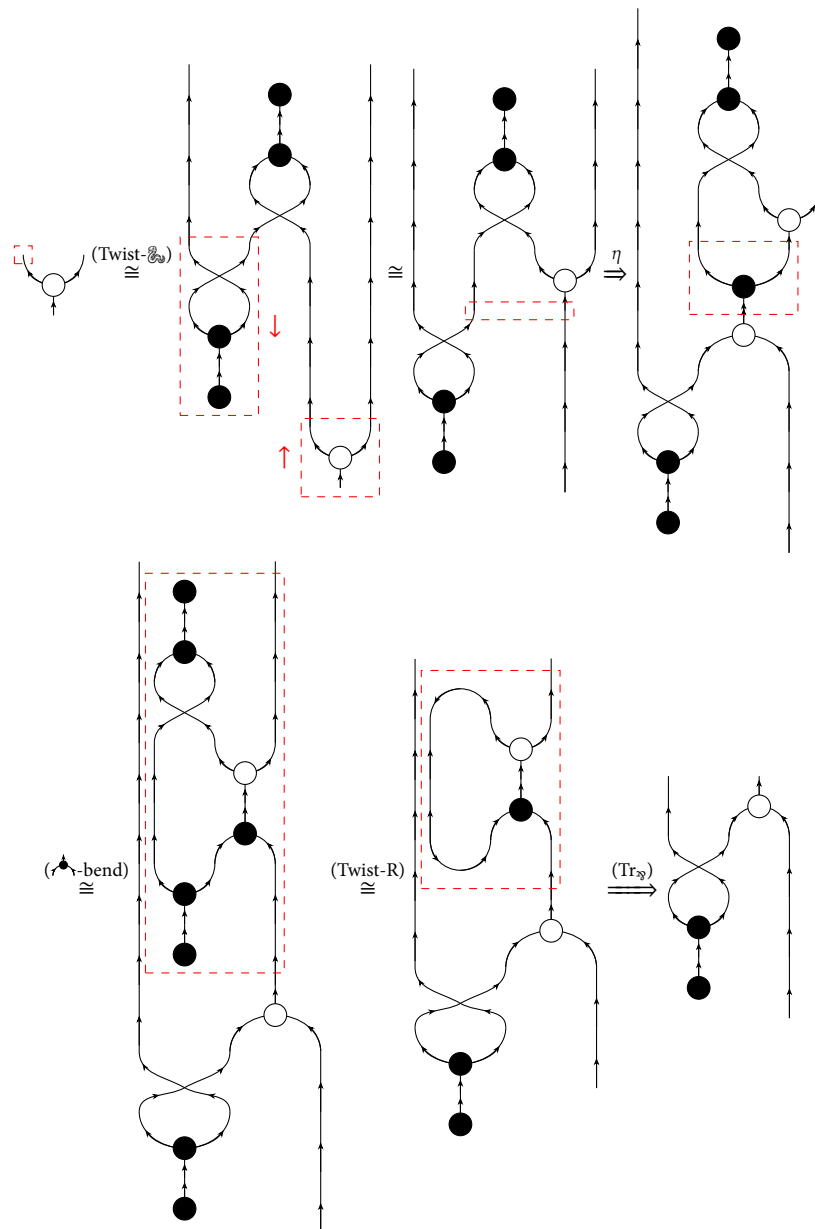 (Twist-
)
≅
≅
η
⇒
(
-bend)
≅
(Twist-R)
≅
(Tr⅋)
⟹